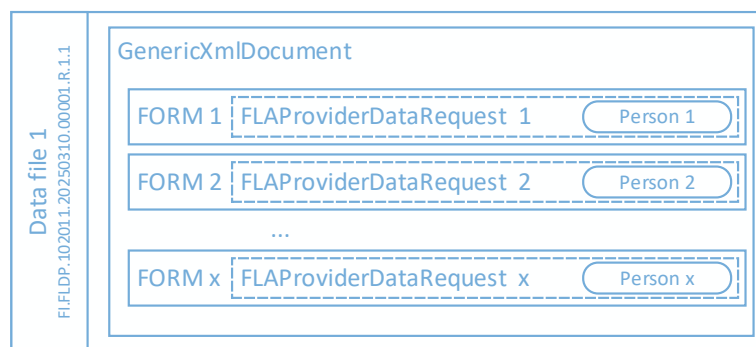 Data file 1
FI.FLDP.102011.20250310.00001.R.1.1
GenericXmlDocument
FORM 1 FLAProviderDataRequest 1 Person 1
FORM 2 FLAProviderDataRequest 2 Person 2
...
FORM x FLAProviderDataRequest x Person x